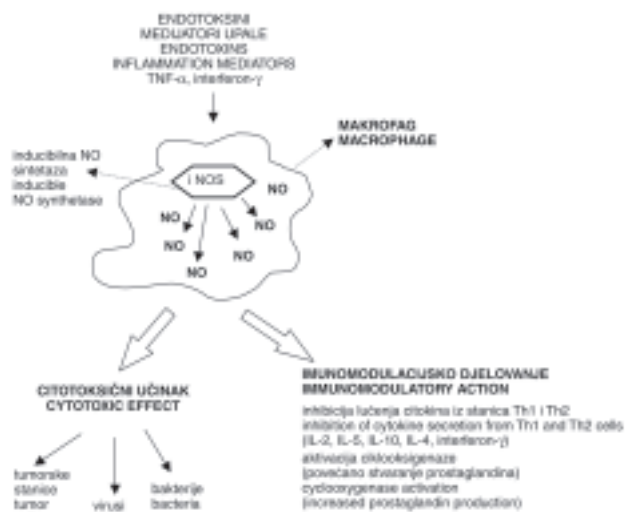 ENDOTOKSINI
MEDIJATORI UPALE
ENDOTOXINS
INFLAMMATION MEDIATORS
TNF-α, interferon-γ
MAKROFAG
MACROPHAGE
inducibilna NO
sintetaza
inducible
NO synthetase
i NOS
NO
NO
NO
NO
NO
NO
CITOTOKSIČNI UČINAK
CYTOTOXIC EFFECT
tumorske
stanice
tumor
virusi
bakterije
bacteria
IMUNOMODULACIJSKO DJELOVANJE
IMMUNOMODULATORY ACTION
inhibicija lučenja citokina iz stanica Th1 i Th2
inhibition of cytokine secretion from Th1 and Th2 cells
(IL-2, IL-5, IL-10, IL-4, interferon-γ)
aktivacija ciklooksigenaze
(povećano stvaranje prostaglandina)
cyclooxygenase activation
(increased prostaglandin production)